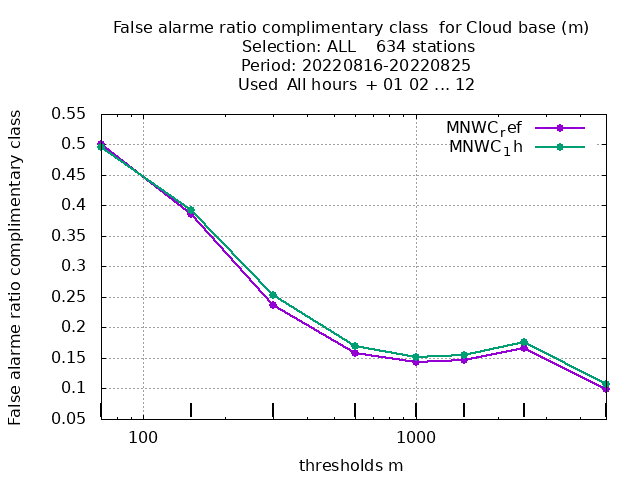 False alarme ratio complimentary class  for Cloud base (m)
Selection: ALL    634 stations
Period: 20220816-20220825
Used  All hours  + 01 02 ... 12
False alarme ratio complimentary class
0.55
0.5
0.45
0.4
0.35
0.3
0.25
0.2
0.15
0.1
0.05
MNWCref
MNWC1h
100
1000
thresholds m